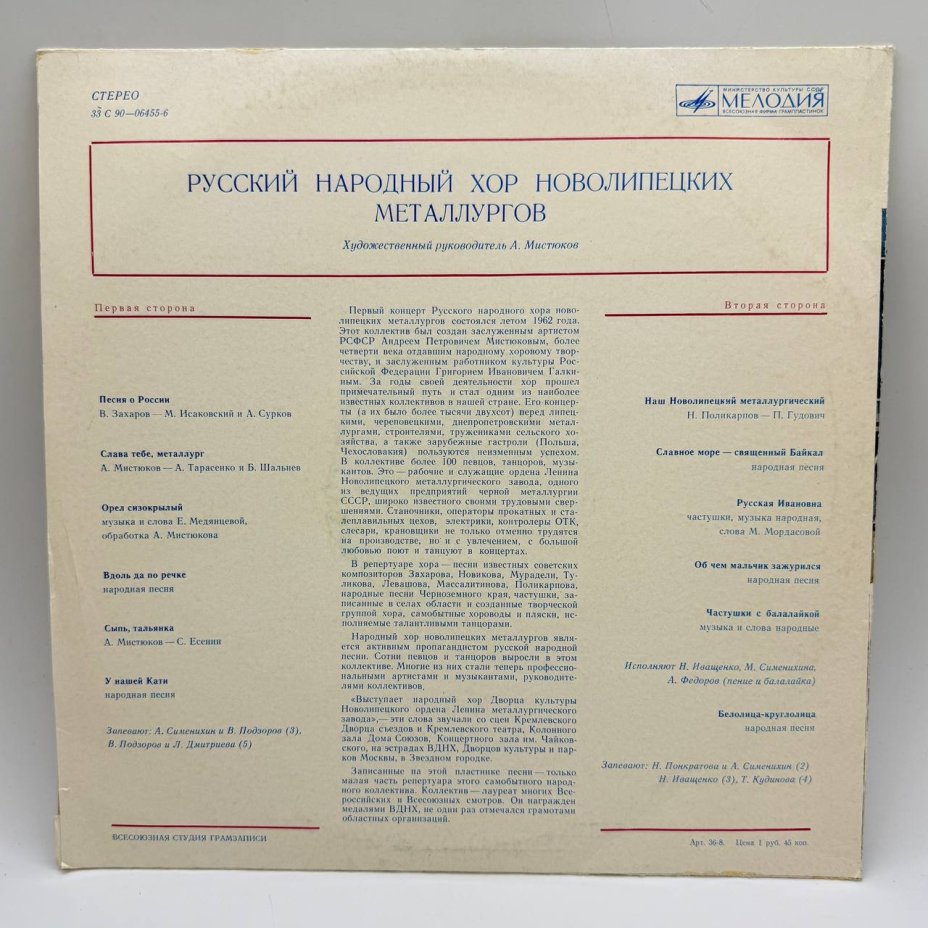 СТЕРЕО
33 С 90—06455-6
МИНИСТЕРСТВО КУЛЬТУРЫ СССР
МЕЛОДИЯ
ВСЕСОЮЗНАЯ ФИРМА ГРАМПЛАСТИНОК
РУССКИЙ НАРОДНЫЙ ХОР НОВОЛИПЕЦКИХ
МЕТАЛЛУРГОВ
Художественный руководитель А. Мистюков
Первая сторона
Песня о России
В. Захаров — М. Исаковский и А. Сурков
Слава тебе, металлург
А. Мистюков — А. Тарасенко и Б. Шальнев
Орел сизокрылый
музыка и слова Е. Медянцевой,
обработка А. Мистюкова
Вдоль да по речке
народная песня
Сыпь, тальянка
А. Мистюков — С. Есенин
У нашей Кати
народная песня
Запевают: А. Сименихин и В. Подзоров (3),
В. Подзоров и Л. Дмитриева (5)
Первый концерт Русского народного хора ново-
липецких металлургов состоялся летом 1962 года.
Этот коллектив был создан заслуженным артистом
РСФСР Андреем Петровичем Мистюковым, более
четверти века отдавшим народному хоровому твор-
честву, и заслуженным работником культуры Рос-
сийской Федерации Григорием Ивановичем Галки-
ным. За годы своей деятельности хор прошел
примечательный путь и стал одним из наиболее
известных коллективов в нашей стране. Его концер-
ты (а их было более тысячи двухсот) перед липец-
кими, череповецкими, днепропетровскими метал-
лургами, строителями, тружениками сельского хо-
зяйства, а также зарубежные гастроли (Польша,
Чехословакия) пользуются неизменным успехом.
В коллективе более 100 певцов, танцоров, музы-
кантов. Это — рабочие и служащие ордена Ленина
Новолипецкого металлургического завода, одного
из ведущих предприятий черной металлургии
СССР, широко известного своими трудовыми свер-
шениями. Станочники, операторы прокатных и ста-
леплавильных цехов, электрики, контролеры ОТК,
слесари, крановщики не только отменно трудятся
на производстве, но и с увлечением, с большой
любовью поют и танцуют в концертах.
В репертуаре хора — песни известных советских
композиторов Захарова, Новикова, Мурадели, Ту-
ликова, Левашова, Массалитинова, Поликарпова,
народные песни Черноземного края, частушки, за-
писанные в селах области и созданные творческой
группой хора, самобытные хороводы и пляски, ис-
полняемые талантливыми танцорами.
Народный хор новолипецких металлургов явля-
ется активным пропагандистом русской народной
песни. Сотни певцов и танцоров выросли в этом
коллективе. Многие из них стали теперь профессио-
нальными артистами и музыкантами, руководите-
лями коллективов.
«Выступает народный хор Дворца культуры
Новолипецкого ордена Ленина металлургического
завода»,— эти слова звучали со сцен Кремлевского
Дворца съездов и Кремлевского театра, Колонного
зала Дома Союзов, Концертного зала им. Чайков-
ского, на эстрадах ВДНХ, Дворцов культуры и пар-
ков Москвы, в Звездном городке.
Записанные на этой пластинке песни — только
малая часть репертуара этого самобытного народ-
ного коллектива. Коллектив — лауреат многих Все-
российских и Всесоюзных смотров. Он награжден
медалями ВДНХ, не один раз отмечался грамотами
областных организаций.
Вторая сторона
Наш Новолипецкий металлургический
Н. Поликарпов — П. Гудович
Славное море — священный Байкал
народная песня
Русская Ивановна
частушки, музыка народная,
слова М. Мордасовой
Об чем мальчик зажурился
народная песня
Частушки с балалайкой
музыка и слова народные
Исполняют Н. Иващенко, М. Сименихина,
А. Федоров (пение и балалайка)
Белолица-круглолица
народная песня
Запевают: Н. Понкратова и А. Сименихин (2)
Н. Иващенко (3), Т. Кудинова (4)
ВСЕСОЮЗНАЯ СТУДИЯ ГРАМЗАПИСИ
Арт. 36-8. Цена 1 руб. 45 коп.